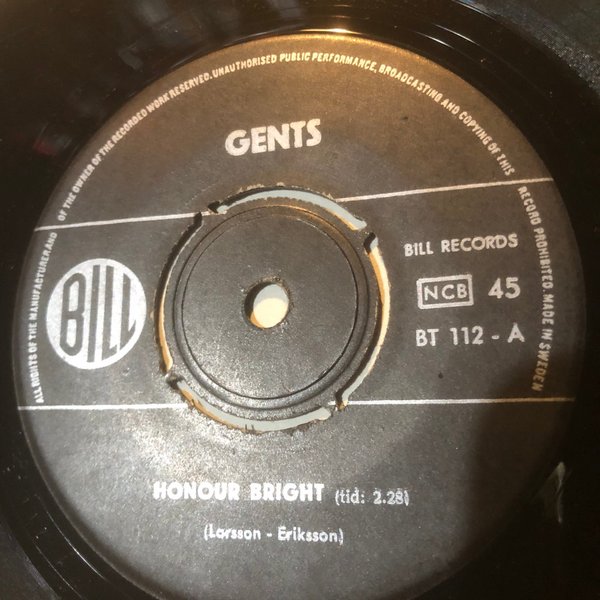 ALL RIGHTS OF THE MANUFACTURER AND OF THE OWNER OF THE RECORDED WORK RESERVED. UNAUTHORISED PUBLIC PERFORMANCE, BROADCASTING AND COPYING OF THIS RECORD PROHIBITED. MADE IN SWEDEN
GENTS
BILL
BILL RECORDS
NCB 45
BT 112 - A
HONOUR BRIGHT (tid: 2.28)
(Larsson - Eriksson)